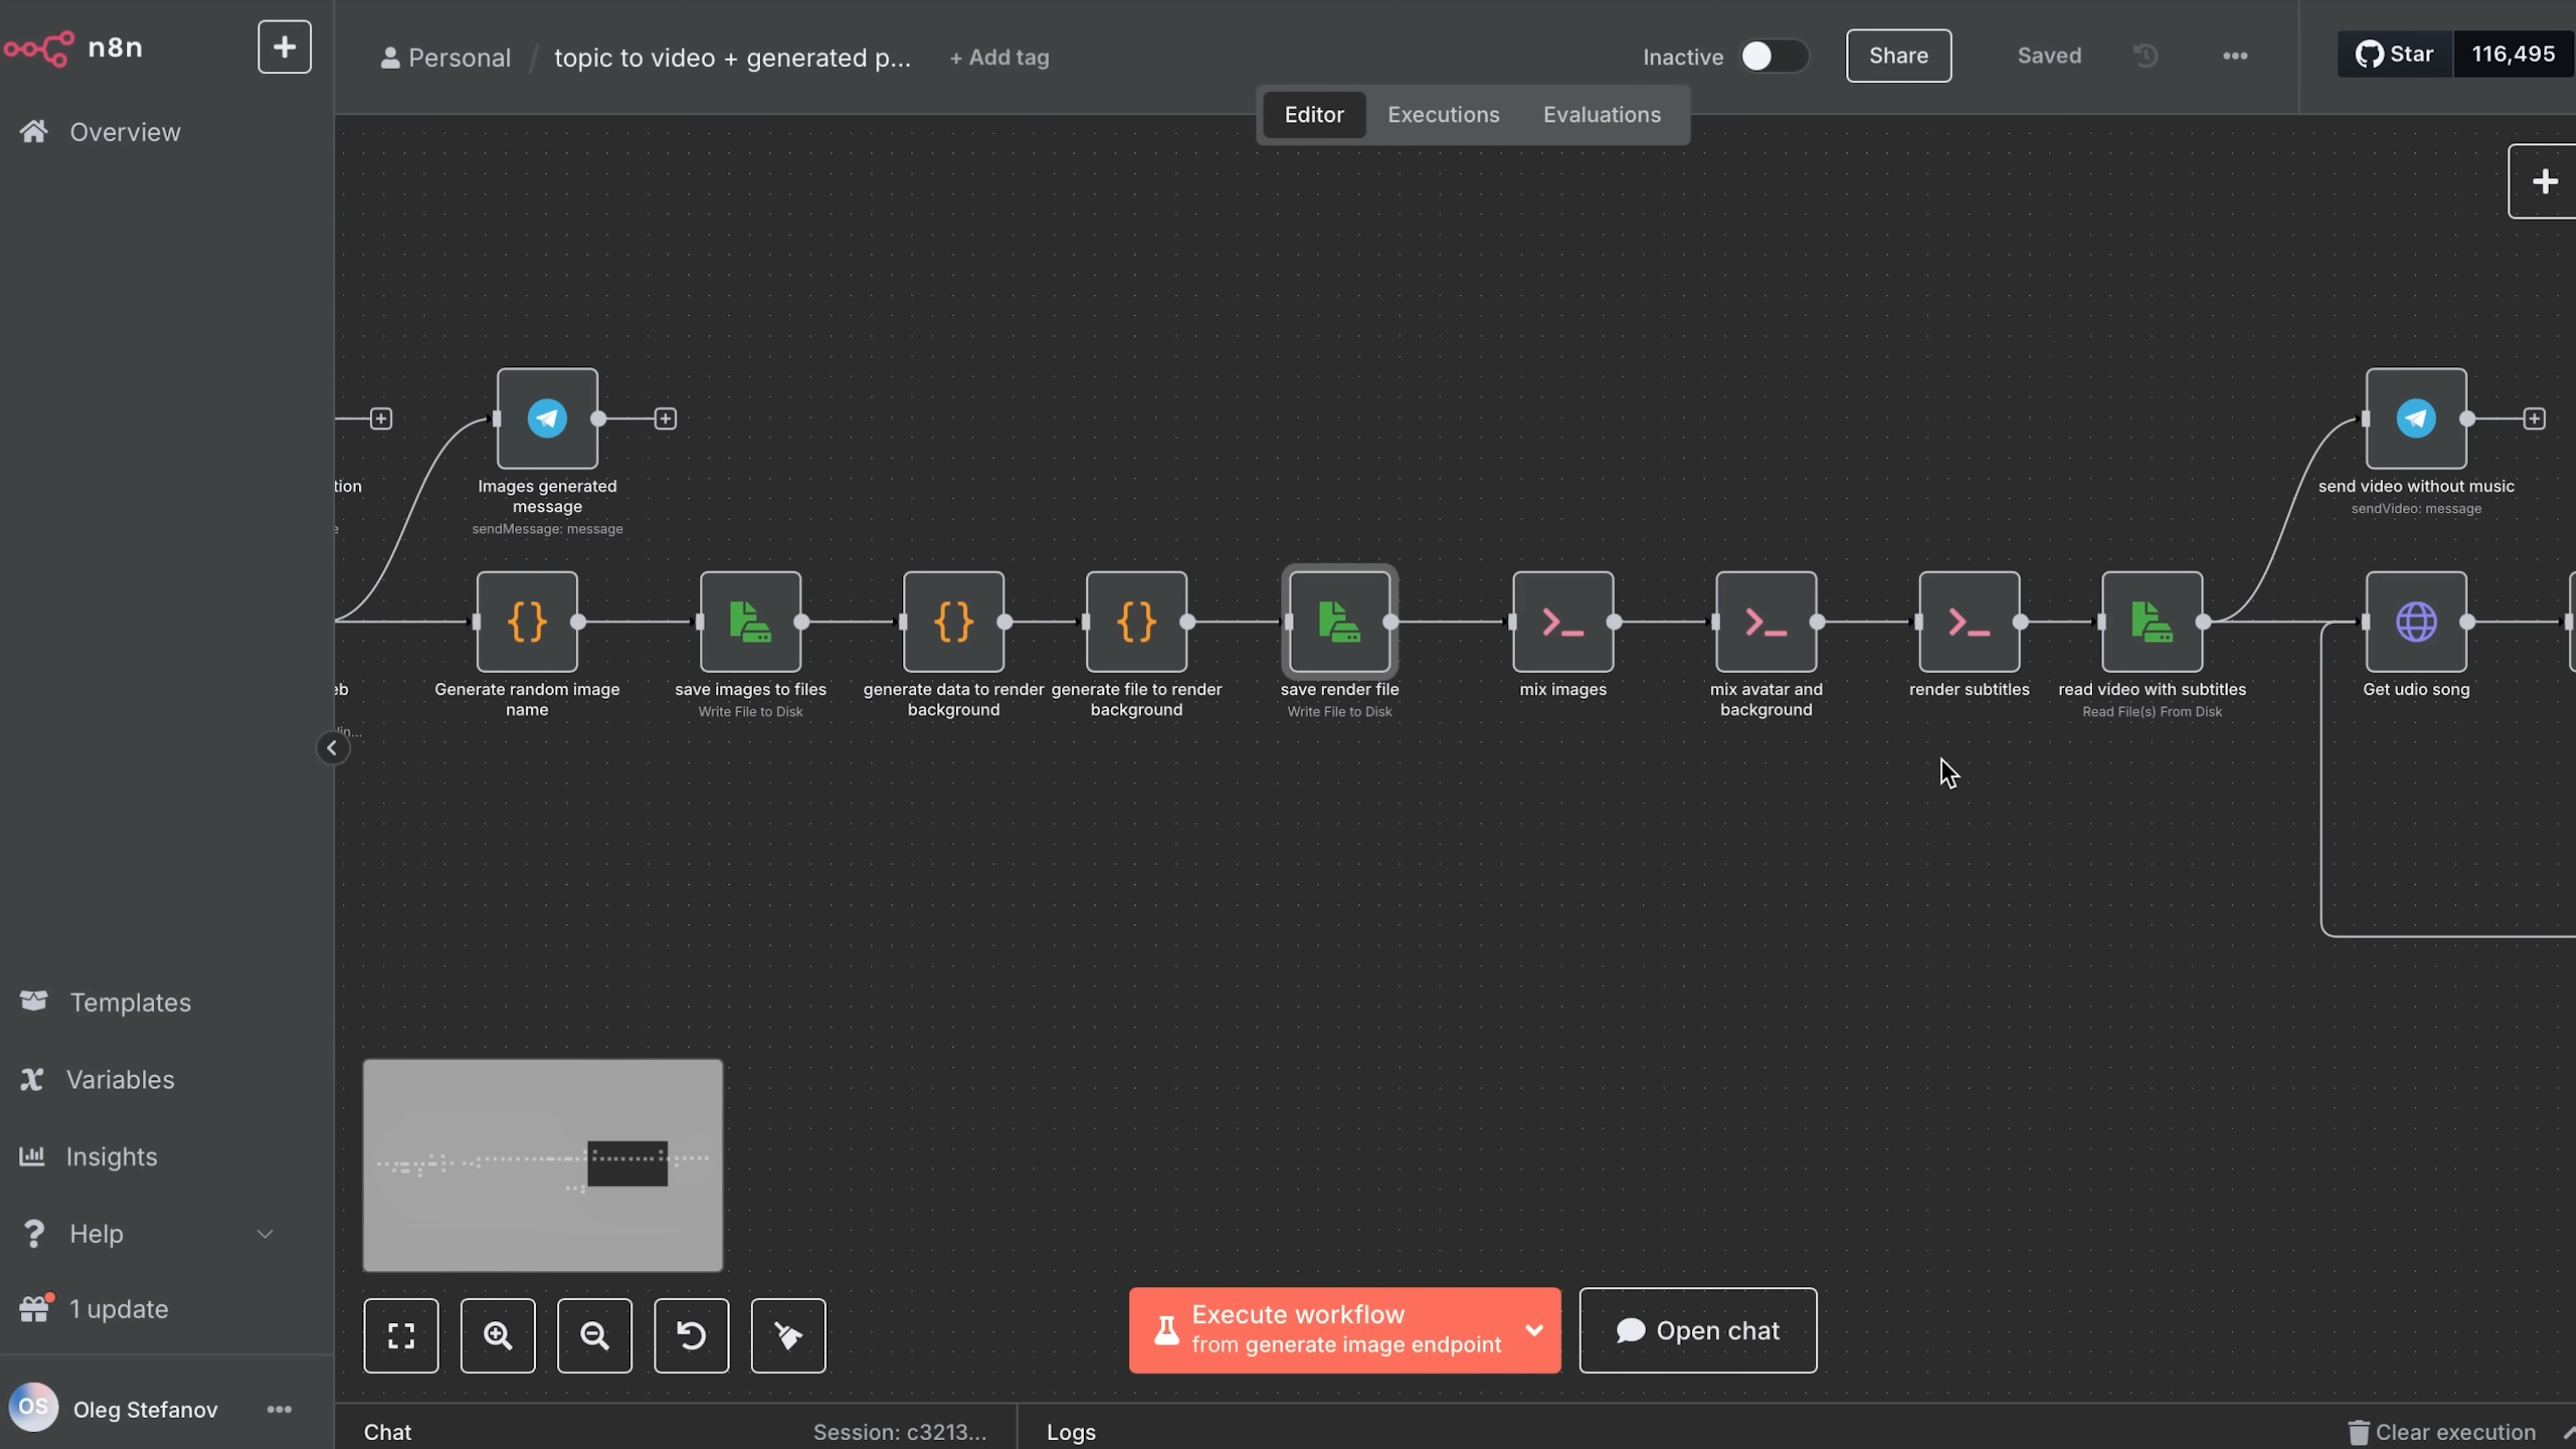 n8n
Personal / topic to video + generated p...
+ Add tag
Inactive
Share
Saved
Star
116,495
Editor
Executions
Evaluations
Overview
tion
e
Images generated
message
sendMessage: message
send video without music
sendVideo: message
eb
Generate random image
name
save images to files
Write File to Disk
generate data to render
background
generate file to render
background
save render file
Write File to Disk
mix images
mix avatar and
background
render subtitles
read video with subtitles
Read File(s) From Disk
Get udio song
Templates
Variables
Insights
Help
1 update
Execute workflow
from generate image endpoint
Open chat
OS
Oleg Stefanov
Chat
Session: c3213...
Logs
Clear execution